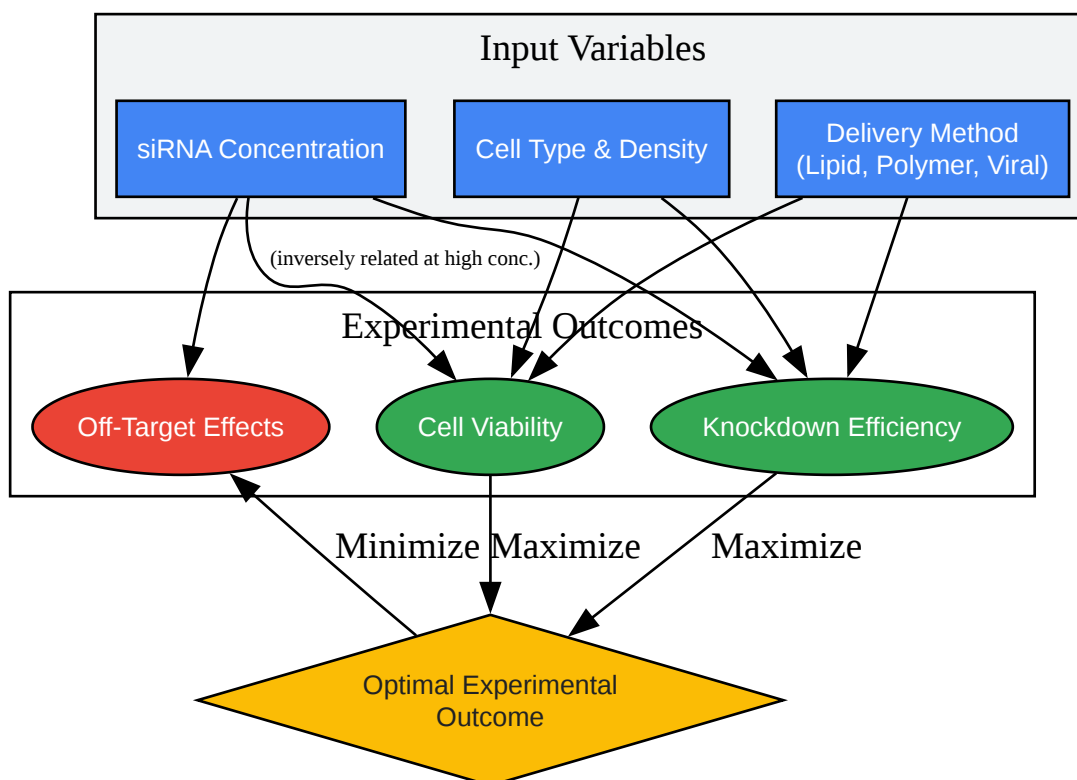 Input Variables
siRNA Concentration
Cell Type & Density
Delivery Method
(Lipid, Polymer, Viral)
(inversely related at high conc.)
Experimental Outcomes
Off-Target Effects
Cell Viability
Knockdown Efficiency
Minimize
Maximize
Maximize
Optimal Experimental
Outcome